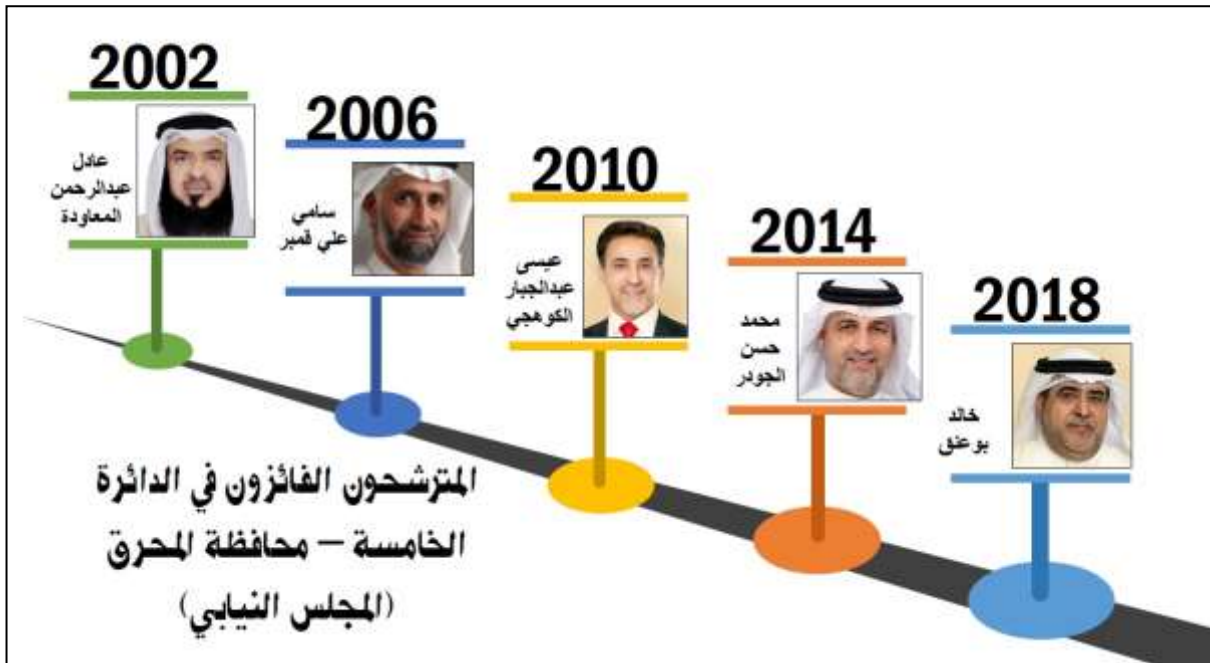 2002
عادل
عبدالرحمن
المعاودة
2006
سامي
علي قمبر
2010
عيسى
عبدالجبار
الكوهجي
2014
محمد
حسن
الجودر
2018
خالد
بوعنق
المترشحون الفائزون في الدائرة
الخامسة – محافظة المحرق
(المجلس النيابي)